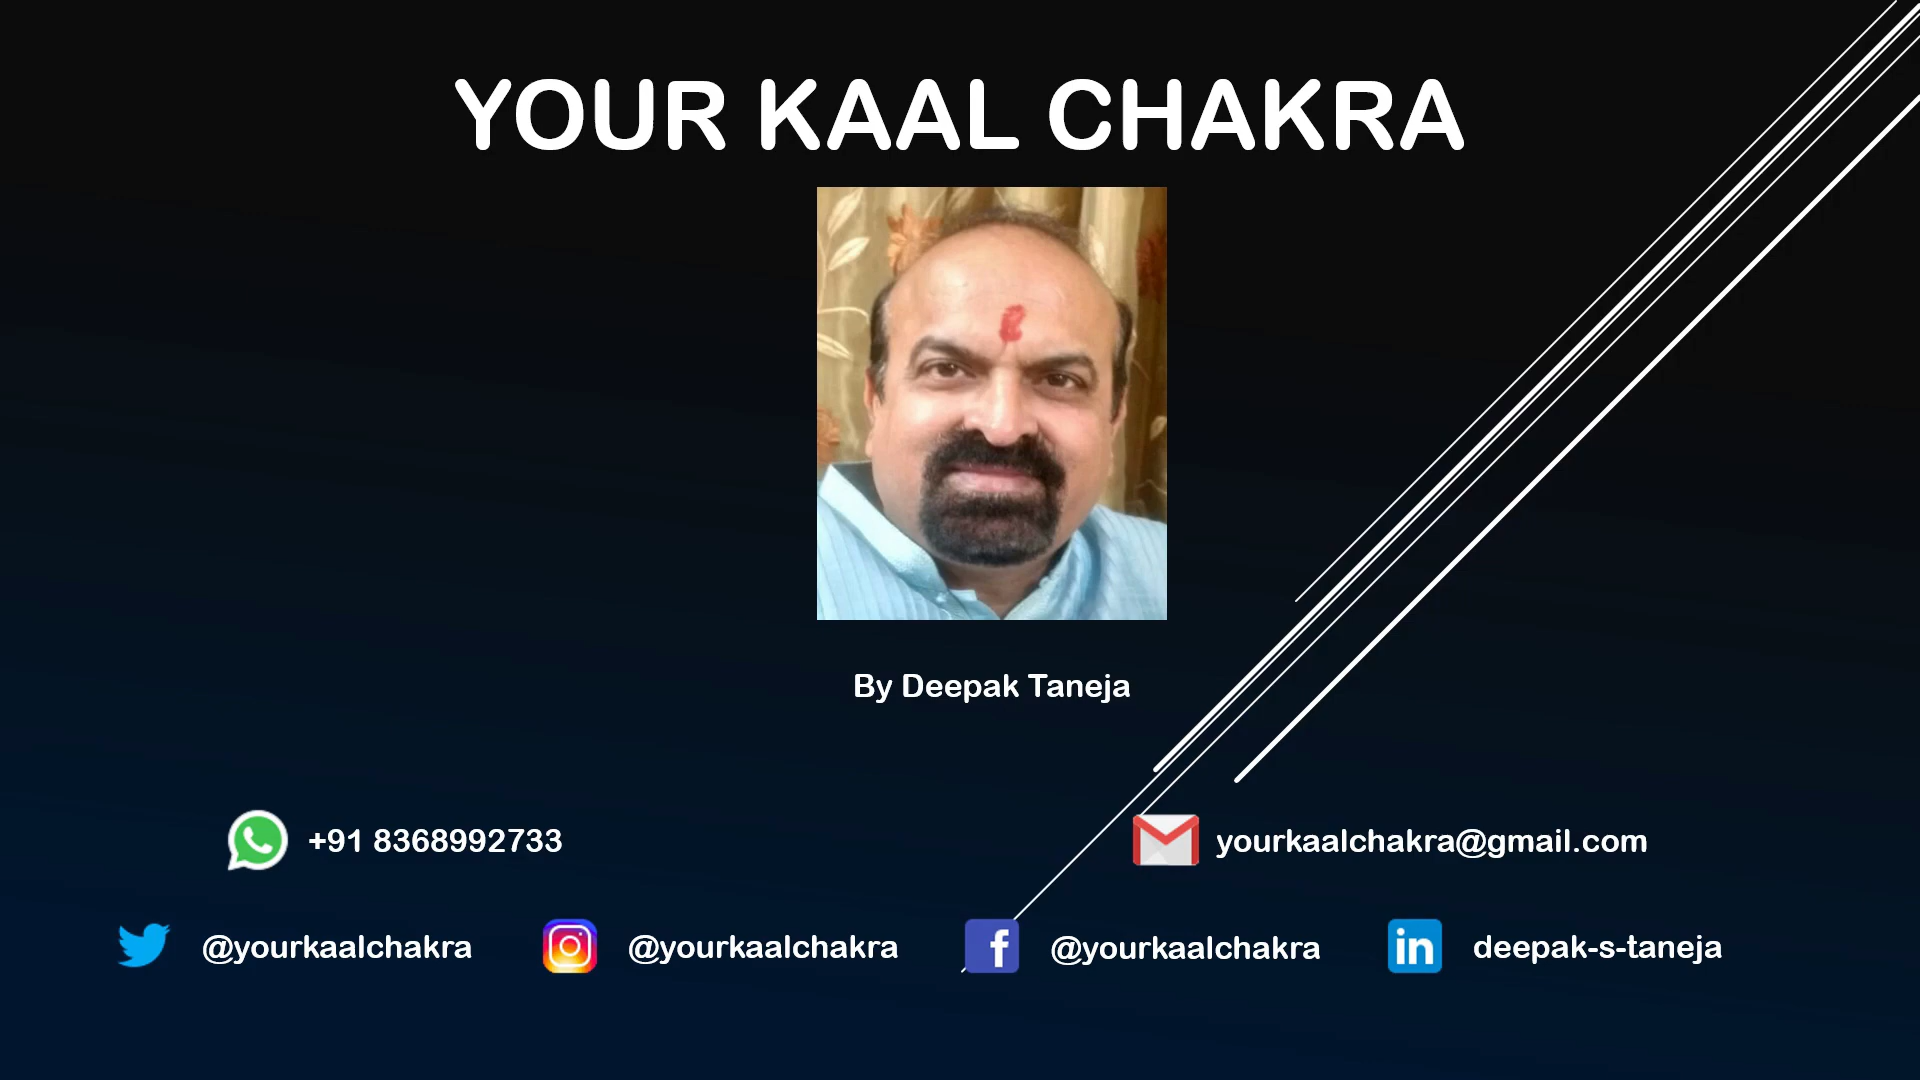 YOUR KAAL CHAKRA
By Deepak Taneja
+91 8368992733
yourkaalchakra@gmail.com
@yourkaalchakra
@yourkaalchakra
@yourkaalchakra
deepak-s-taneja